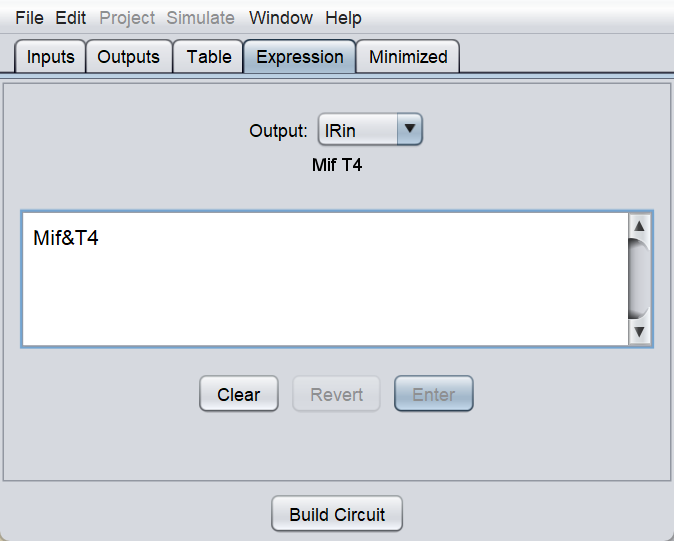 File Edit Project Simulate Window Help
Inputs Outputs Table Expression Minimized
Output: IRin
Mif T4
Mif&T4
Clear Revert Enter
Build Circuit